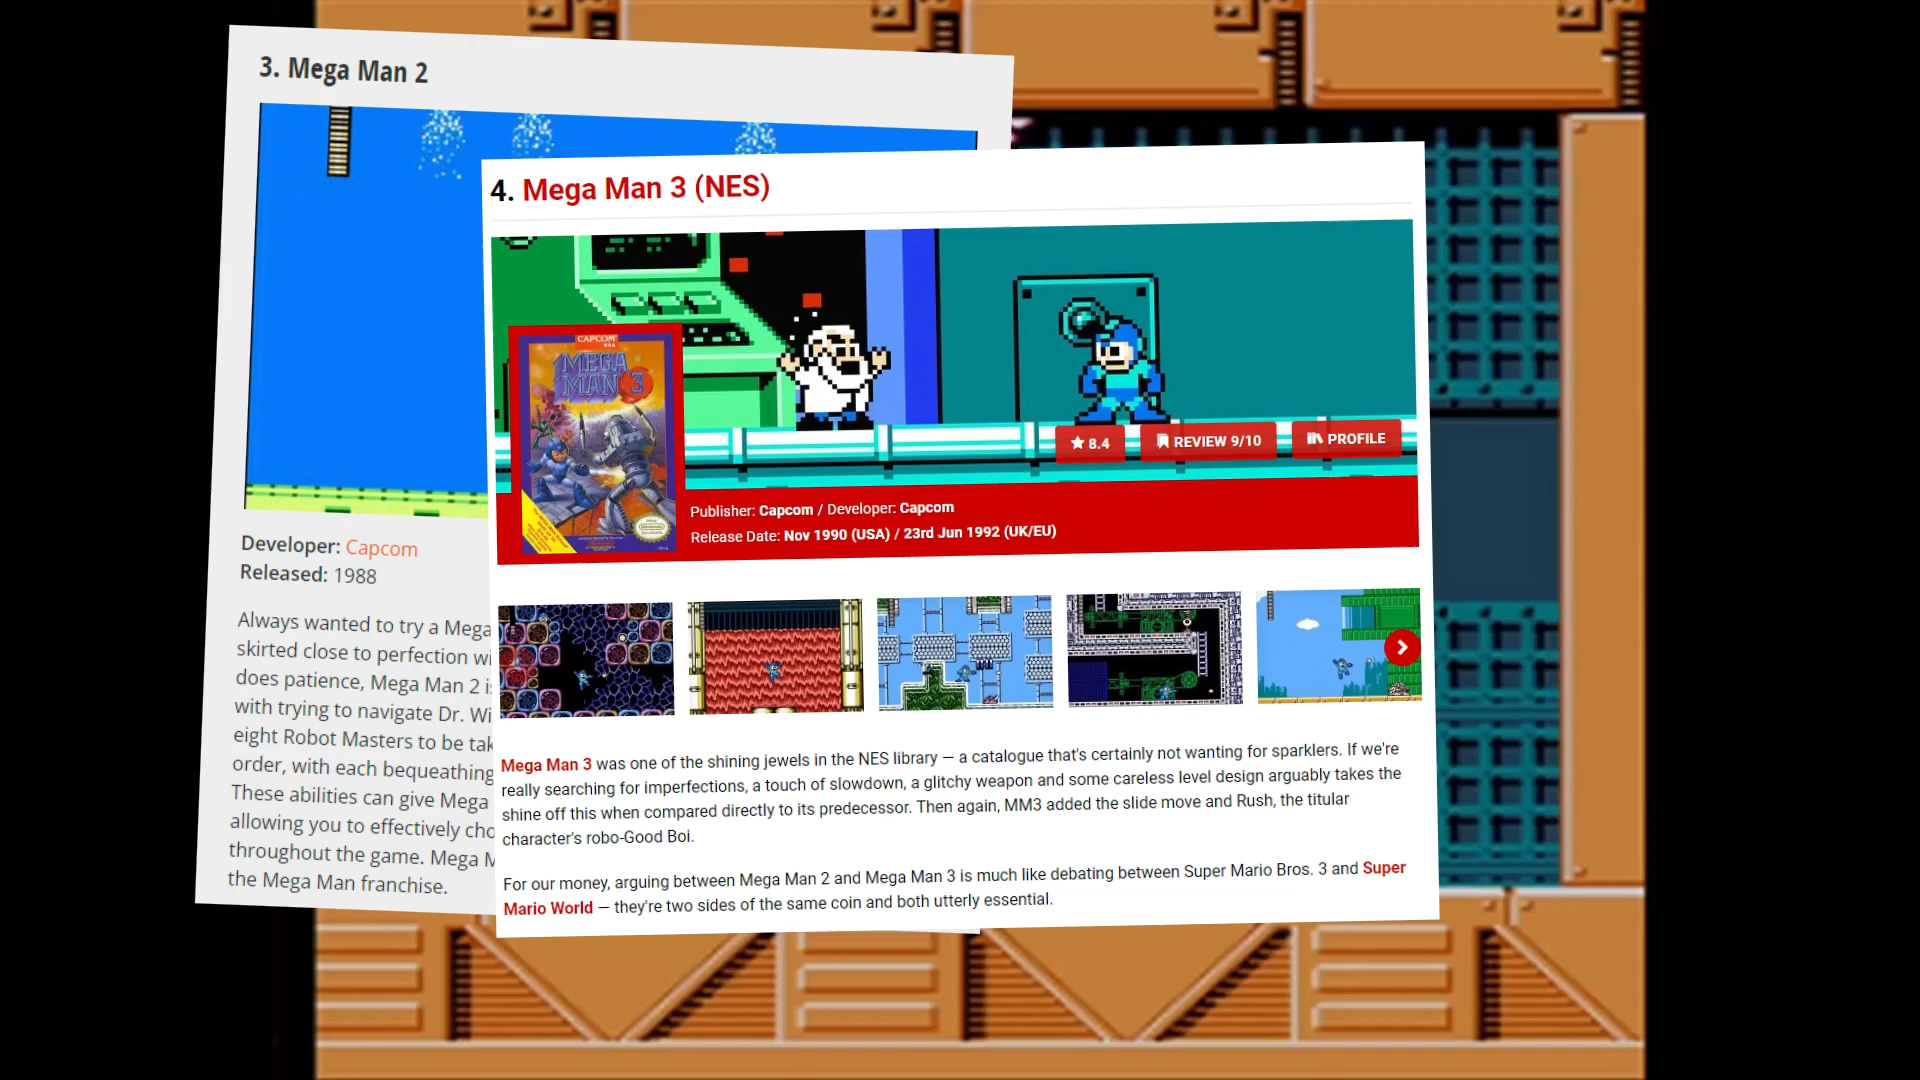 3. Mega Man 2
Developer: Capcom
Released: 1988
Always wanted to try a Mega
skirted close to perfection
does patience, Mega Man 2
with trying to navigate Dr.
eight Robot Masters to be
order, with each bequeathing
These abilities can give Mega
allowing you to effectively
throughout the game. Mega
the Mega Man franchise.
4. Mega Man 3 (NES)
CAPCOM
USA
MEGA
MAN 3
8.4
REVIEW 9/10
PROFILE
Publisher: Capcom / Developer: Capcom
Release Date: Nov 1990 (USA) / 23rd Jun 1992 (UK/EU)
Mega Man 3 was one of the shining jewels in the NES library — a catalogue that's certainly not wanting for sparklers. If we're
really searching for imperfections, a touch of slowdown, a glitchy weapon and some careless level design arguably takes the
shine off this when compared directly to its predecessor. Then again, MM3 added the slide move and Rush, the titular
character's robo-Good Boi.
For our money, arguing between Mega Man 2 and Mega Man 3 is much like debating between Super Mario Bros. 3 and Super
Mario World — they're two sides of the same coin and both utterly essential.